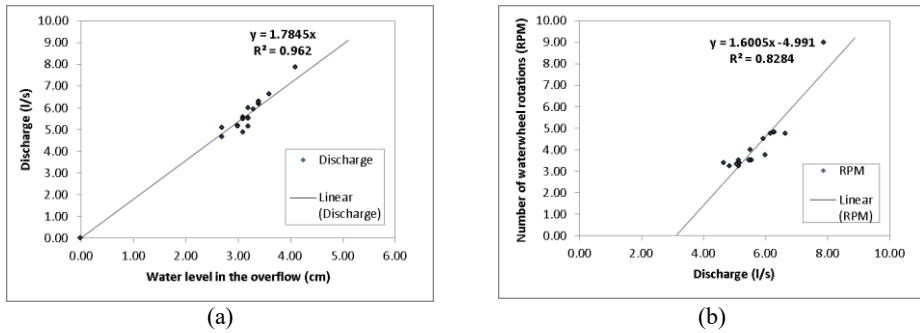 10.00
9.00
8.00
7.00
6.00
5.00
4.00
3.00
2.00
1.00
0.00
Discharge (l/s)
y = 1.7845x
R² = 0.962
Discharge
Linear
(Discharge)
0.00 1.00 2.00 3.00 4.00 5.00 6.00
Water level in the overflow (cm)
(a)
10.00
9.00
8.00
7.00
6.00
5.00
4.00
3.00
2.00
1.00
0.00
Number of waterwheel rotations (RPM)
y = 1.6005x -4.991
R² = 0.8284
RPM
Linear
(RPM)
0.00 2.00 4.00 6.00 8.00 10.00
Discharge (l/s)
(b)